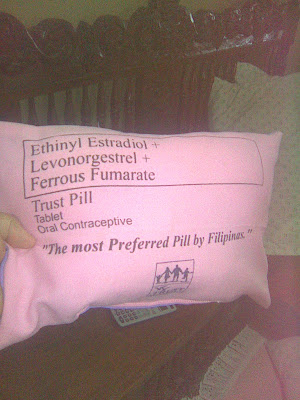 Ethinyl Estradiol +
Levonorgestrel +
Ferrous Fumarate
Trust Pill
Tablet
Oral Contraceptive
"The most Preferred Pill by Filipinas."